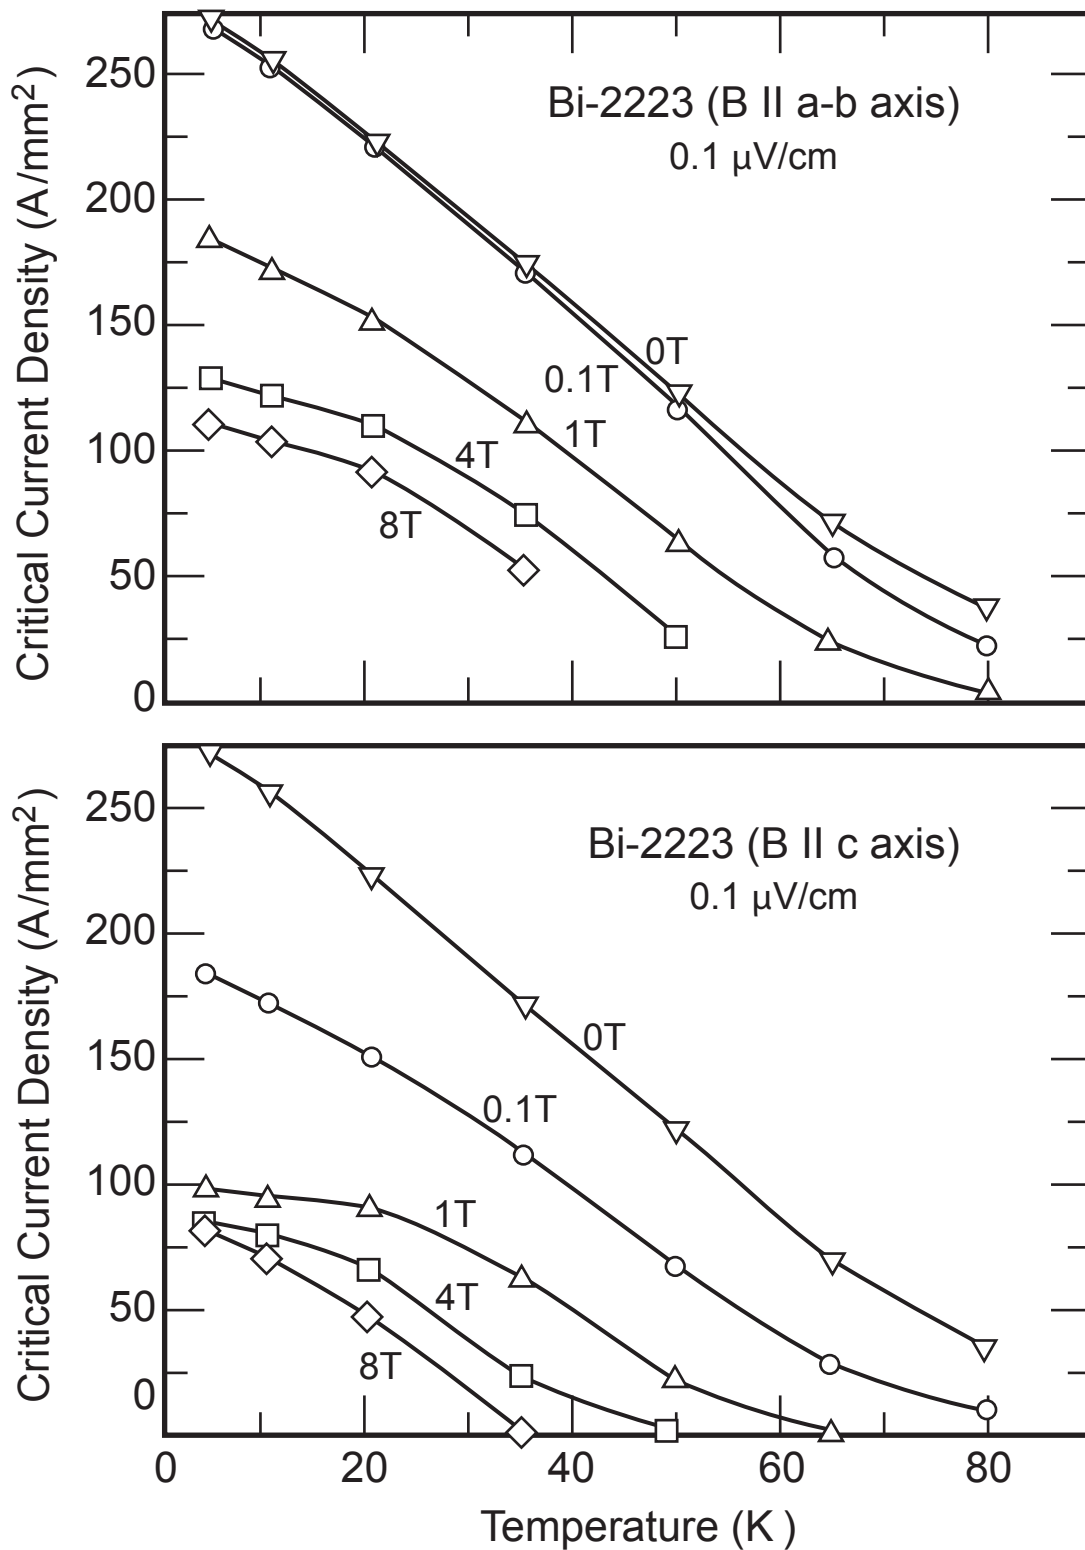 Critical Current Density (A/mm²)
250
200
150
100
50
0
Bi-2223 (B II a-b axis)
0.1 µV/cm
0T
0.1T
1T
4T
8T
Critical Current Density (A/mm²)
250
200
150
100
50
0
Bi-2223 (B II c axis)
0.1 µV/cm
0T
0.1T
1T
4T
8T
0 20 40 60 80
Temperature (K )